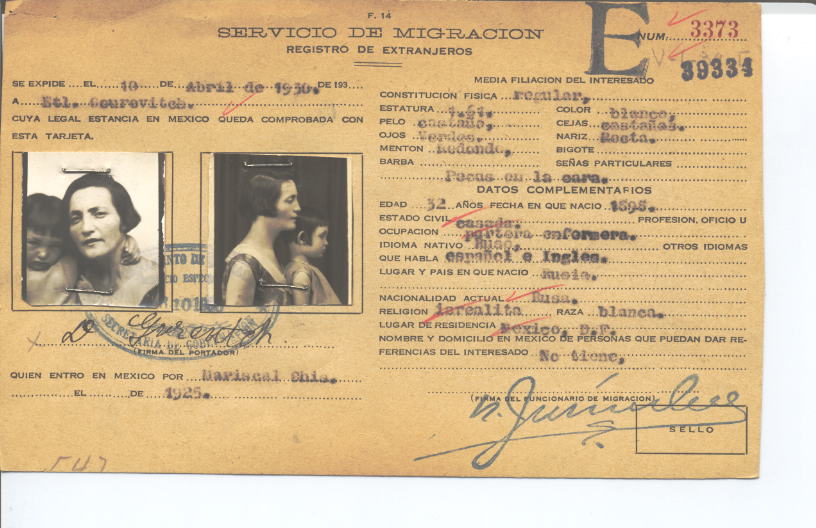 F. 14
SERVICIO DE MIGRACION
REGISTRO DE EXTRANJEROS
E
NUM. 3373
39334
SE EXPIDE EL 10 DE Abril de 1930. DE 193
A Etl. Gourovitch.
CUYA LEGAL ESTANCIA EN MEXICO QUEDA COMPROBADA CON
ESTA TARJETA.
(FIRMA DEL PORTADOR)
QUIEN ENTRO EN MEXICO POR Mariscal Chis.
EL DE 1925.
547
MEDIA FILIACION DEL INTERESADO
CONSTITUCION FISICA regular,
ESTATURA 1.61. COLOR blanco,
PELO castaño, CEJAS castañas.
OJOS Verdes. NARIZ Recta.
MENTON Redondo, BIGOTE
BARBA SEÑAS PARTICULARES
Pecas en la cara.
DATOS COMPLEMENTARIOS
EDAD 32 AÑOS FECHA EN QUE NACIO 1898.
ESTADO CIVIL casada. PROFESION, OFICIO U
OCUPACION partera enfermera.
IDIOMA NATIVO Ruso, OTROS IDIOMAS
QUE HABLA español e Ingles.
LUGAR Y PAIS EN QUE NACIO Rusia.
NACIONALIDAD ACTUAL Rusa.
RELIGION israelita RAZA blanca.
LUGAR DE RESIDENCIA Mexico, D.F.
NOMBRE Y DOMICILIO EN MEXICO DE PERSONAS QUE PUEDAN DAR RE-
FERENCIAS DEL INTERESADO No tiene,
(FIRMA DEL FUNCIONARIO DE MIGRACION)
SELLO